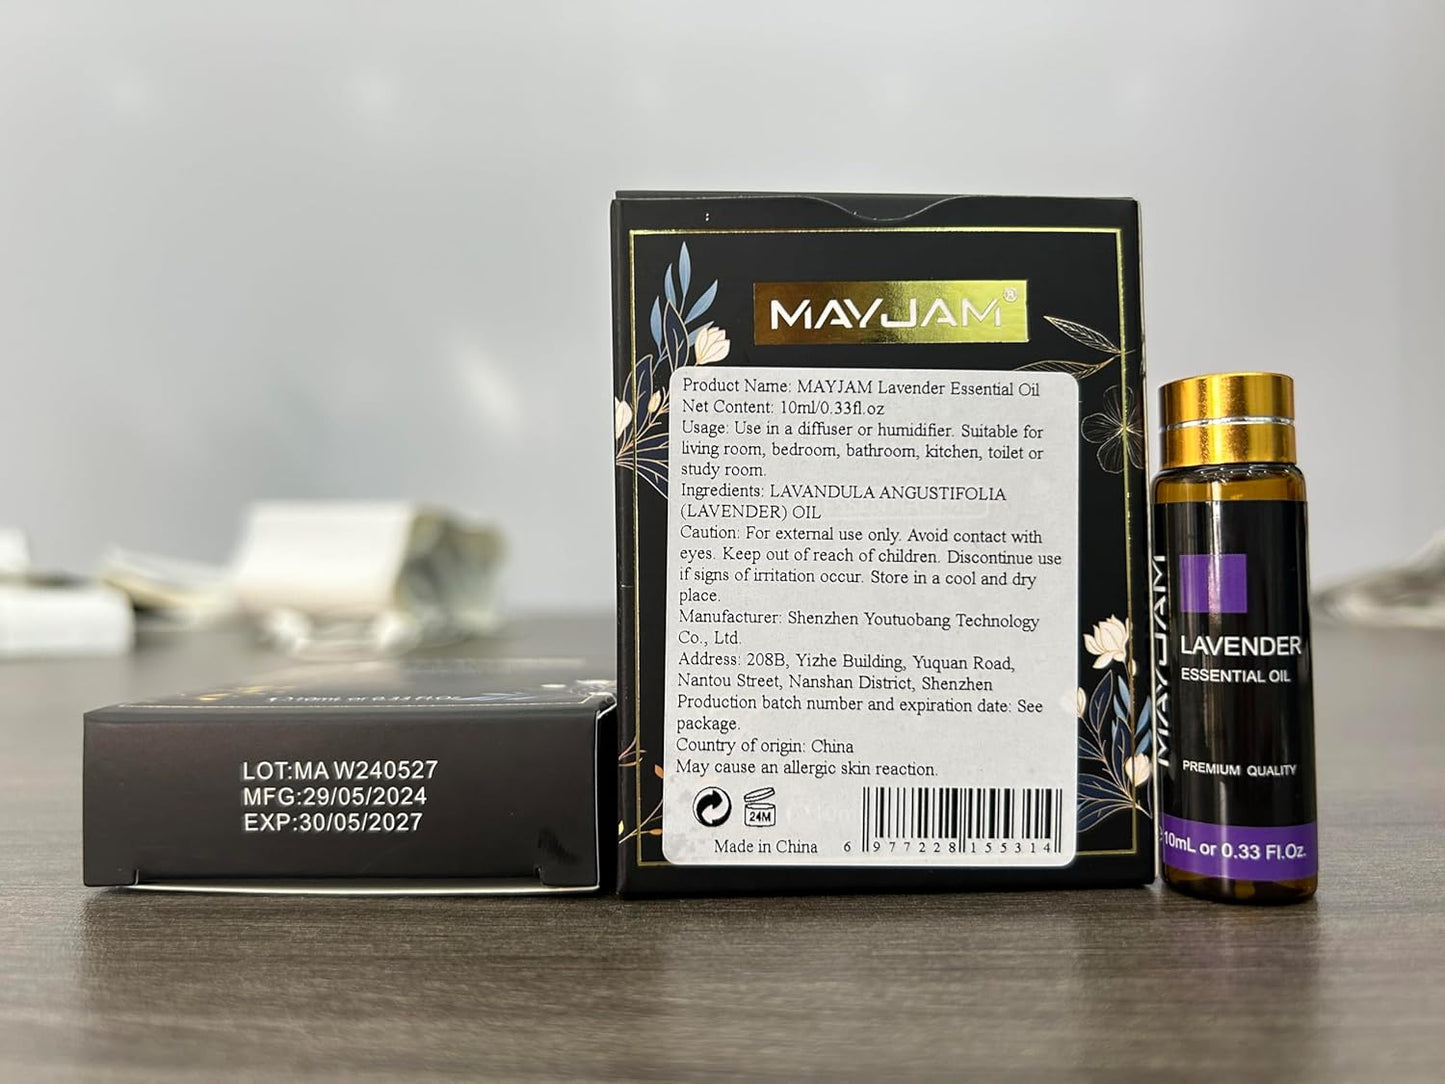 MAYJAM®
Product Name: MAYJAM Lavender Essential Oil
Net Content: 10ml/0.33fl.oz
Usage: Use in a diffuser or humidifier. Suitable for
living room, bedroom, bathroom, kitchen, toilet or
study room.
Ingredients: LAVANDULA ANGUSTIFOLIA
(LAVENDER) OIL
Caution: For external use only. Avoid contact with
eyes. Keep out of reach of children. Discontinue use
if signs of irritation occur. Store in a cool and dry
place.
Manufacturer: Shenzhen Youtuobang Technology
Co., Ltd.
Address: 208B, Yizhe Building, Yuquan Road,
Nantou Street, Nanshan District, Shenzhen
Production batch number and expiration date: See
package.
Country of origin: China
May cause an allergic skin reaction.
24M
Made in China
6 977228 155314
10mL or 0.33 Fl.Oz
LOT:MA W240527
MFG:29/05/2024
EXP:30/05/2027
MAYJAM
LAVENDER
ESSENTIAL OIL
PREMIUM QUALITY
10mL or 0.33 Fl.Oz.